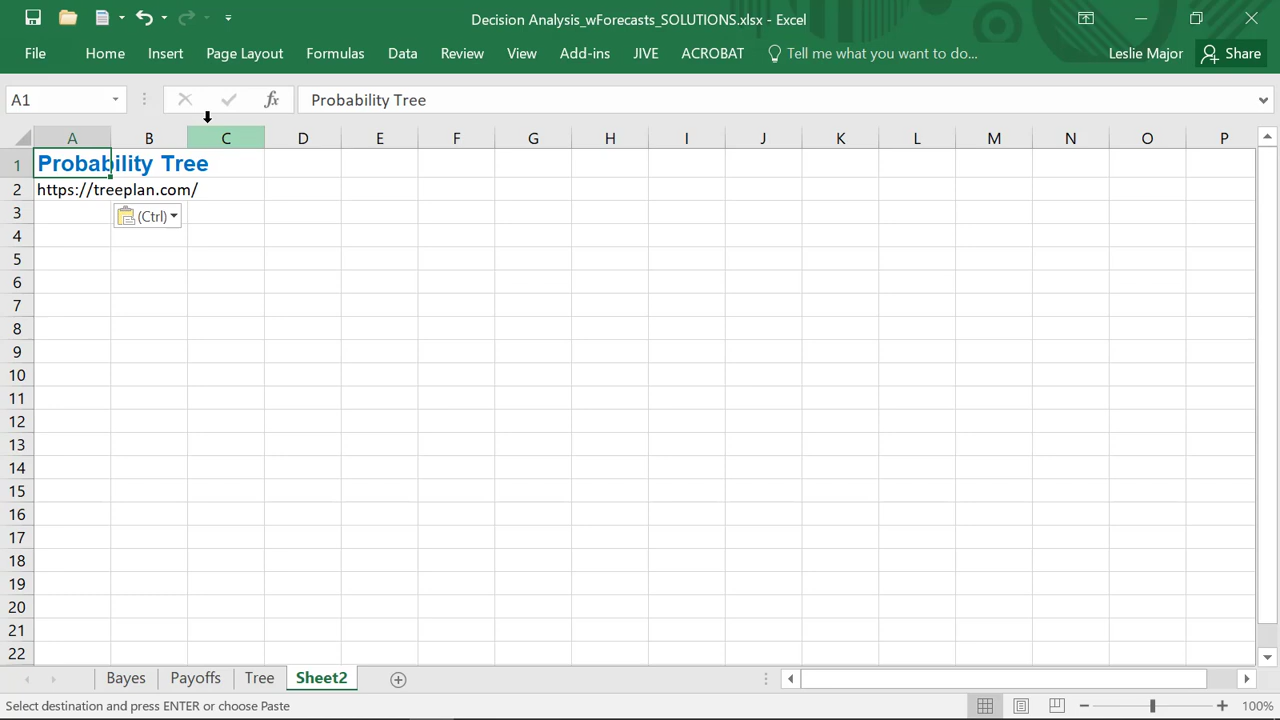 Decision Analysis_wForecasts_SOLUTIONS.xlsx - Excel
File Home Insert Page Layout Formulas Data Review View Add-ins JIVE ACROBAT Tell me what you want to do... Leslie Major Share
A1 fx Probability Tree
A B C D E F G H I J K L M N O P
1 Probability Tree
2 https://treeplan.com/
3 (Ctrl)
4
5
6
7
8
9
10
11
12
13
14
15
16
17
18
19
20
21
22
Bayes Payoffs Tree Sheet2
Select destination and press ENTER or choose Paste 100%